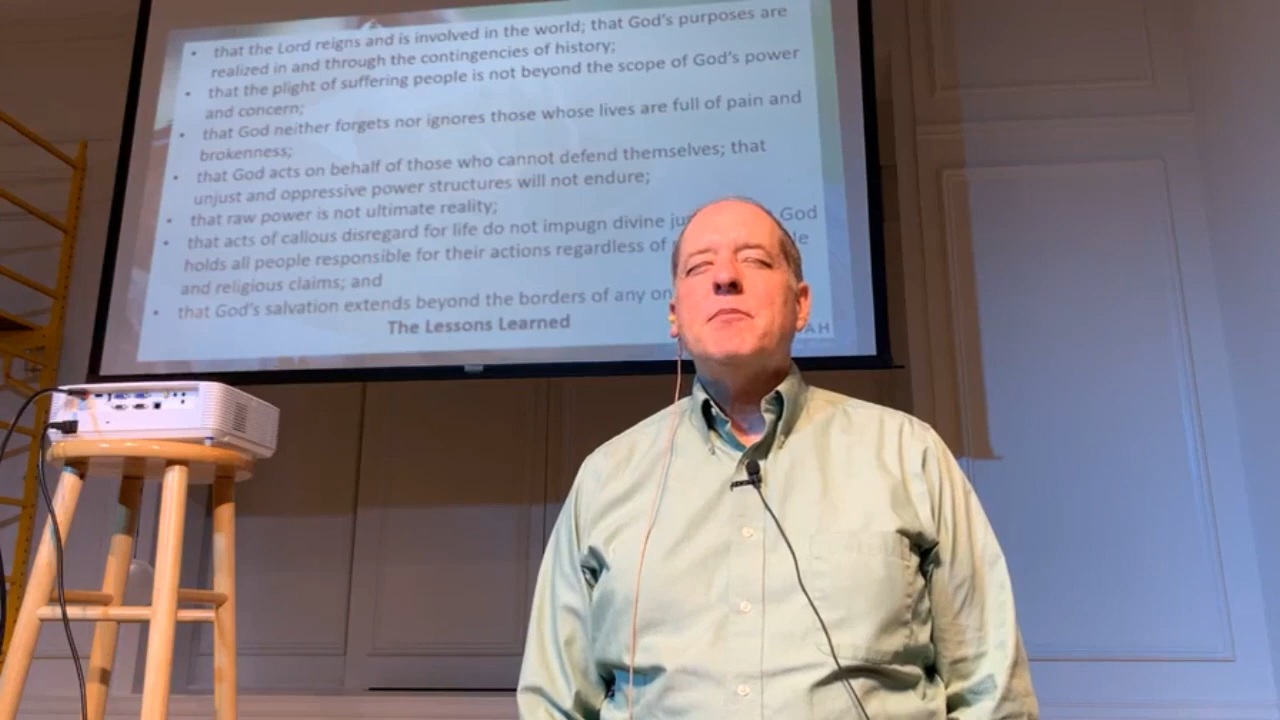 • that the Lord reigns and is involved in the world; that God's purposes are
realized in and through the contingencies of history;
• that the plight of suffering people is not beyond the scope of God's power
and concern;
• that God neither forgets nor ignores those whose lives are full of pain and
brokenness;
• that God acts on behalf of those who cannot defend themselves; that
unjust and oppressive power structures will not endure;
• that raw power is not ultimate reality;
• that acts of callous disregard for life do not impugn divine God
holds all people responsible for their actions regardless of
and religious claims; and
• that God's salvation extends beyond the borders of any
The Lessons Learned